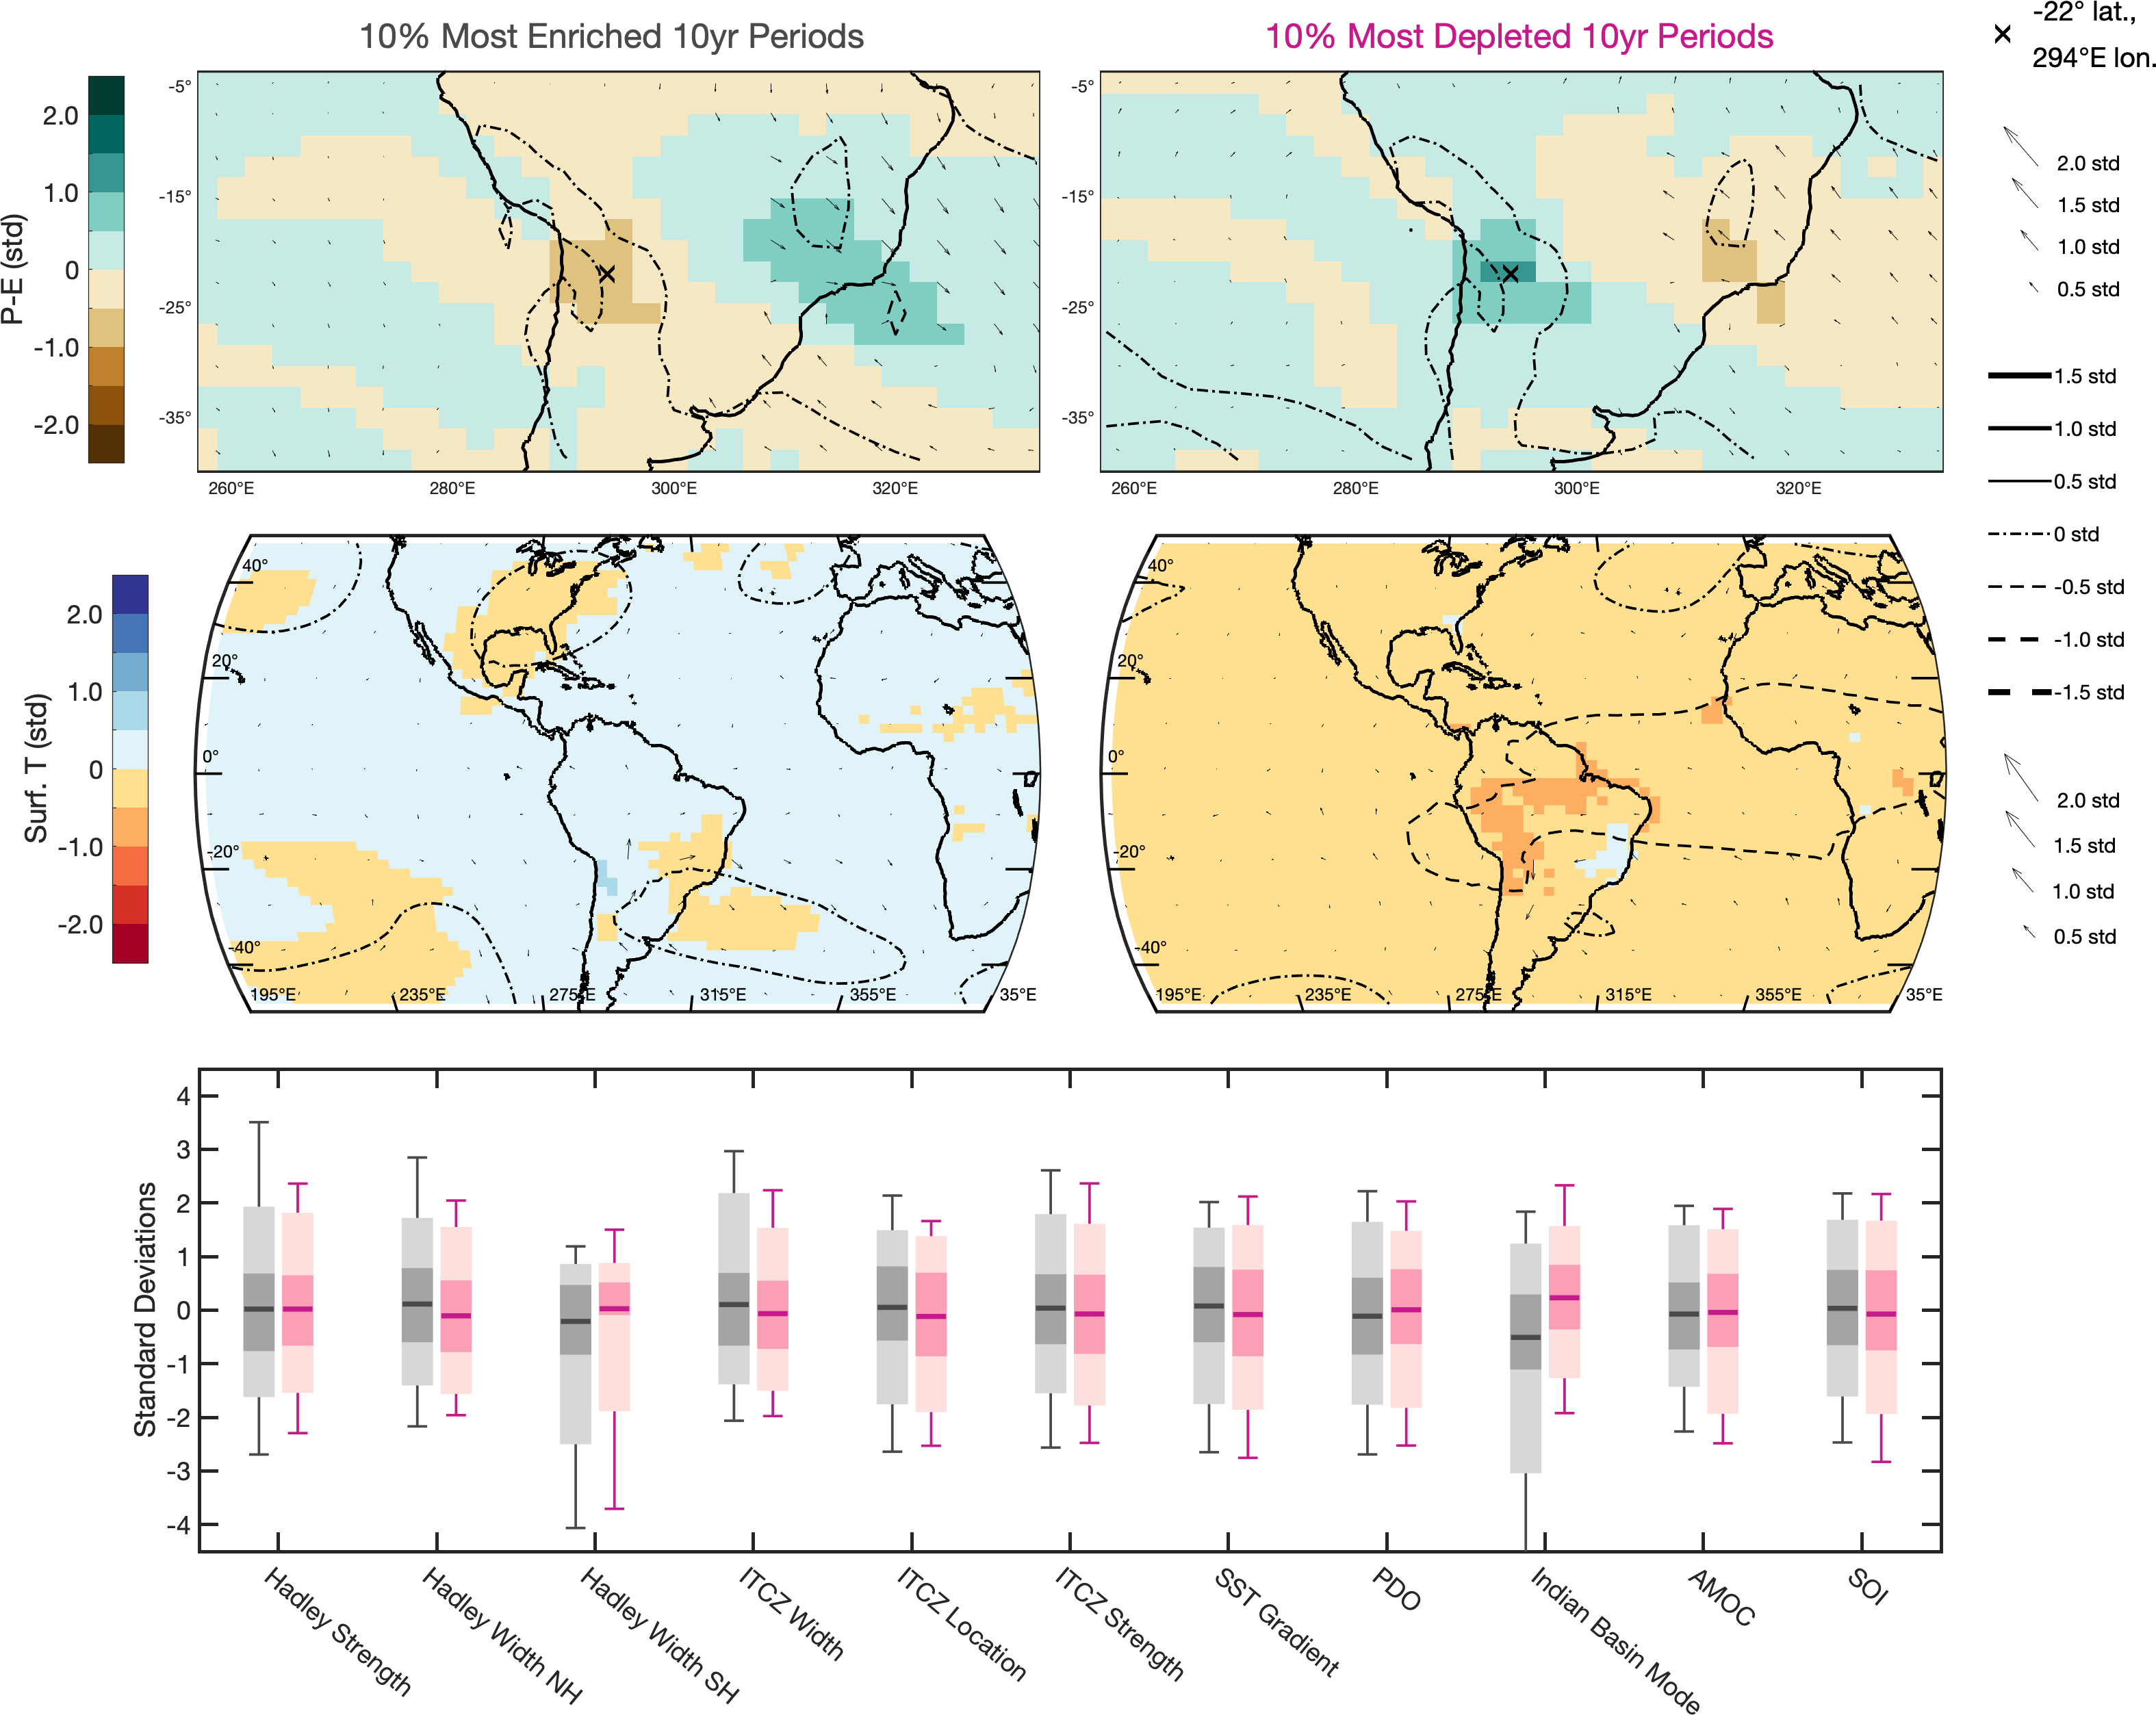 10% Most Enriched 10yr Periods
10% Most Depleted 10yr Periods
-22° lat.,
294°E lon.
P-E (std)
2.0
1.0
0
-1.0
-2.0
-5°
-15°
-25°
-35°
260°E
280°E
300°E
320°E
-5°
-15°
-25°
-35°
260°E
280°E
300°E
320°E
2.0 std
1.5 std
1.0 std
0.5 std
1.5 std
1.0 std
0.5 std
0 std
-0.5 std
-1.0 std
-1.5 std
2.0 std
1.5 std
1.0 std
0.5 std
Surf. T (std)
2.0
1.0
0
-1.0
-2.0
40°
20°
0°
-20°
-40°
195°E
235°E
275°E
315°E
355°E
35°E
40°
20°
0°
-20°
-40°
195°E
235°E
275°E
315°E
355°E
35°E
Standard Deviations
4
3
2
1
0
-1
-2
-3
-4
Hadley Strength
Hadley Width NH
Hadley Width SH
ITCZ Width
ITCZ Location
ITCZ Strength
SST Gradient
PDO
Indian Basin Mode
AMOC
SOI